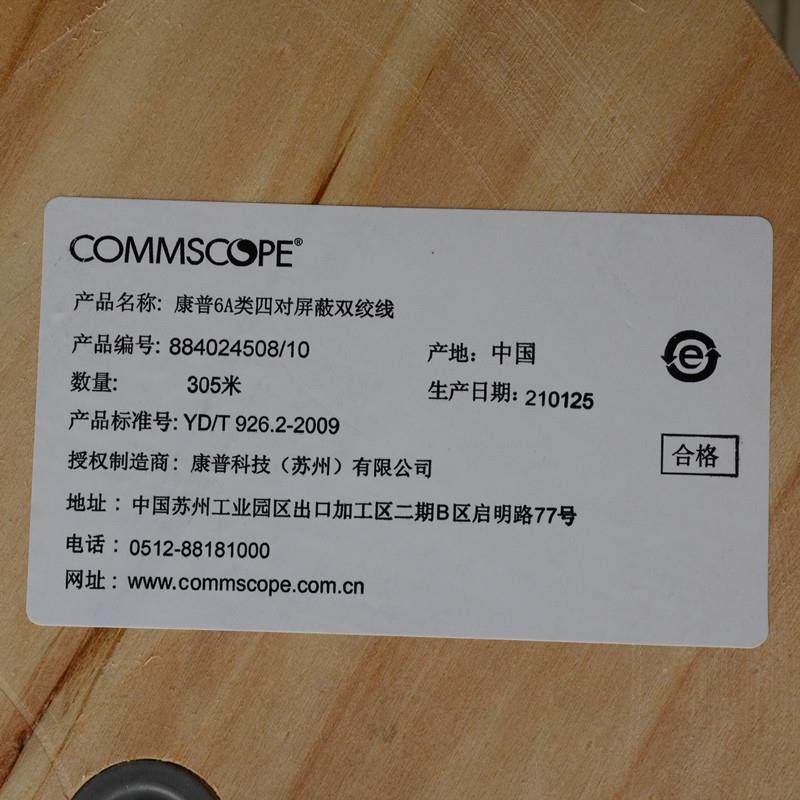 COMMSCOPE®
产品名称: 康普6A类四对屏蔽双绞线
产品编号: 884024508/10
产地: 中国
数量: 305米
生产日期: 210125
产品标准号: YD/T 926.2-2009
合格
授权制造商: 康普科技（苏州）有限公司
地址: 中国苏州工业园区出口加工区二期B区启明路77号
电话: 0512-88181000
网址: www.commscope.com.cn
e